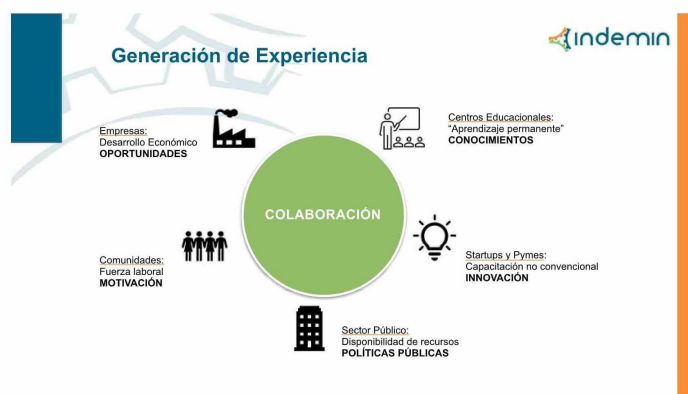 Generación de Experiencia
indemin
Empresas:
Desarrollo Económico
OPORTUNIDADES
Centros Educacionales:
"Aprendizaje permanente"
CONOCIMIENTOS
COLABORACIÓN
Comunidades:
Fuerza laboral
MOTIVACIÓN
Startups y Pymes:
Capacitación no convencional
INNOVACIÓN
Sector Público:
Disponibilidad de recursos
POLÍTICAS PÚBLICAS